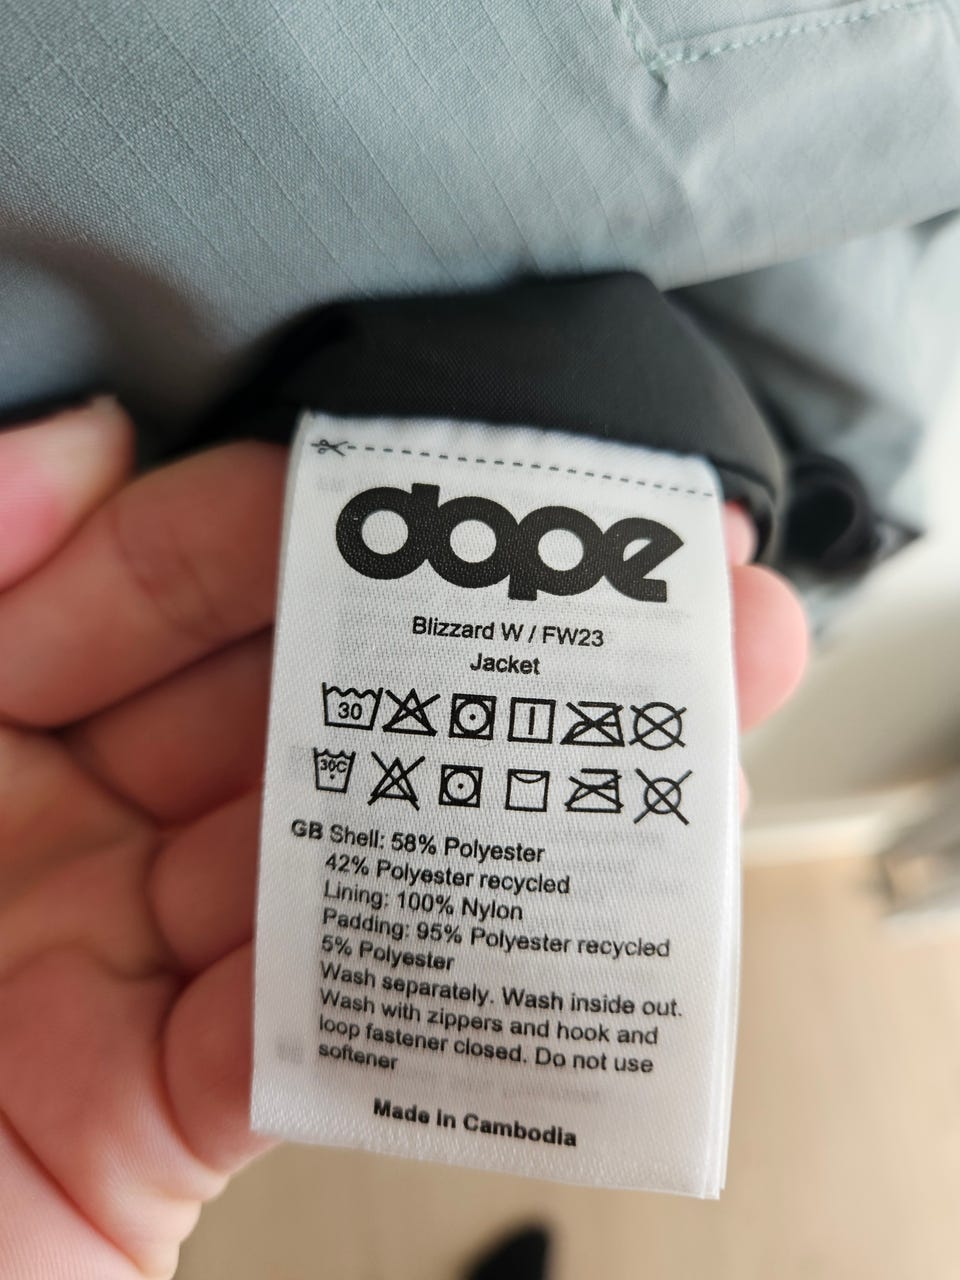 dope
Blizzard W / FW23
Jacket
30
30C
GB Shell: 58% Polyester
42% Polyester recycled
Lining: 100% Nylon
Padding: 95% Polyester recycled
5% Polyester
Wash separately. Wash inside out.
Wash with zippers and hook and
loop fastener closed. Do not use
softener
Made In Cambodia